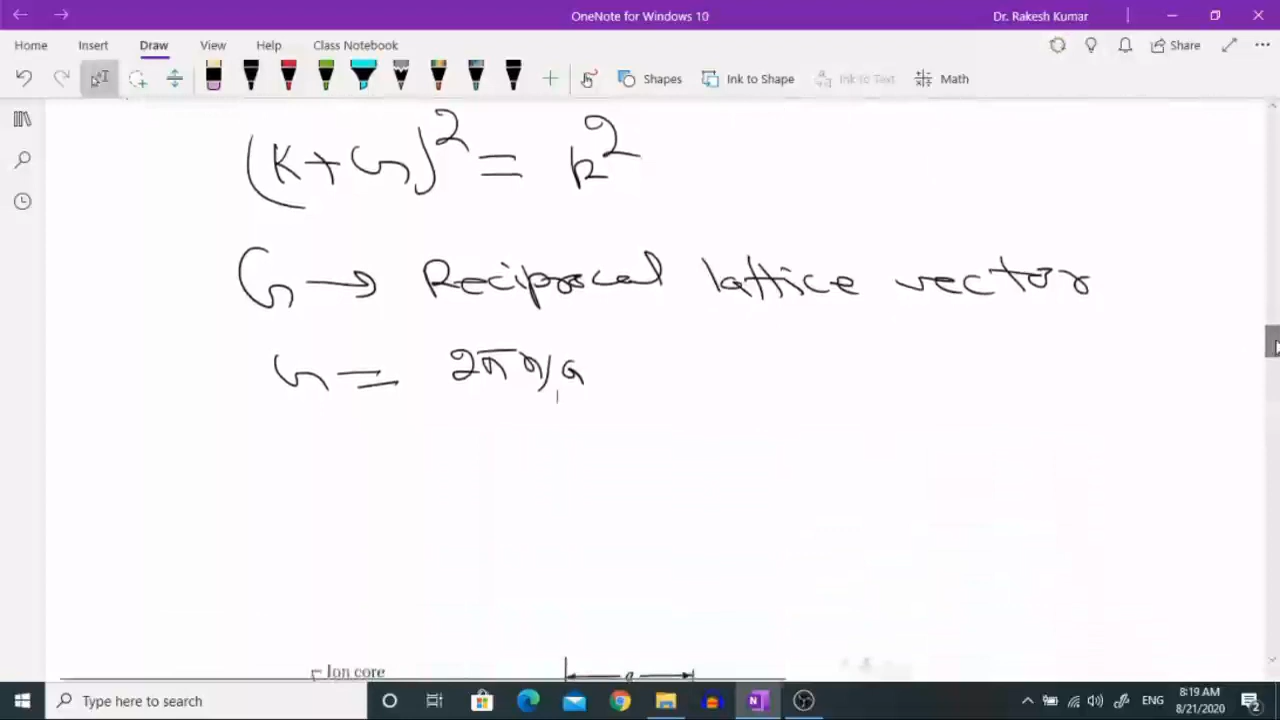 OneNote for Windows 10
Dr. Rakesh Kumar
Home Insert Draw View Help Class Notebook Share
Shapes Ink to Shape Ink to Text Math
(K+G)² = k²
G → Reciprocal lattice vector
G = 2πn/a
Ion core a
Type here to search
ENG
8:19 AM
8/21/2020
2